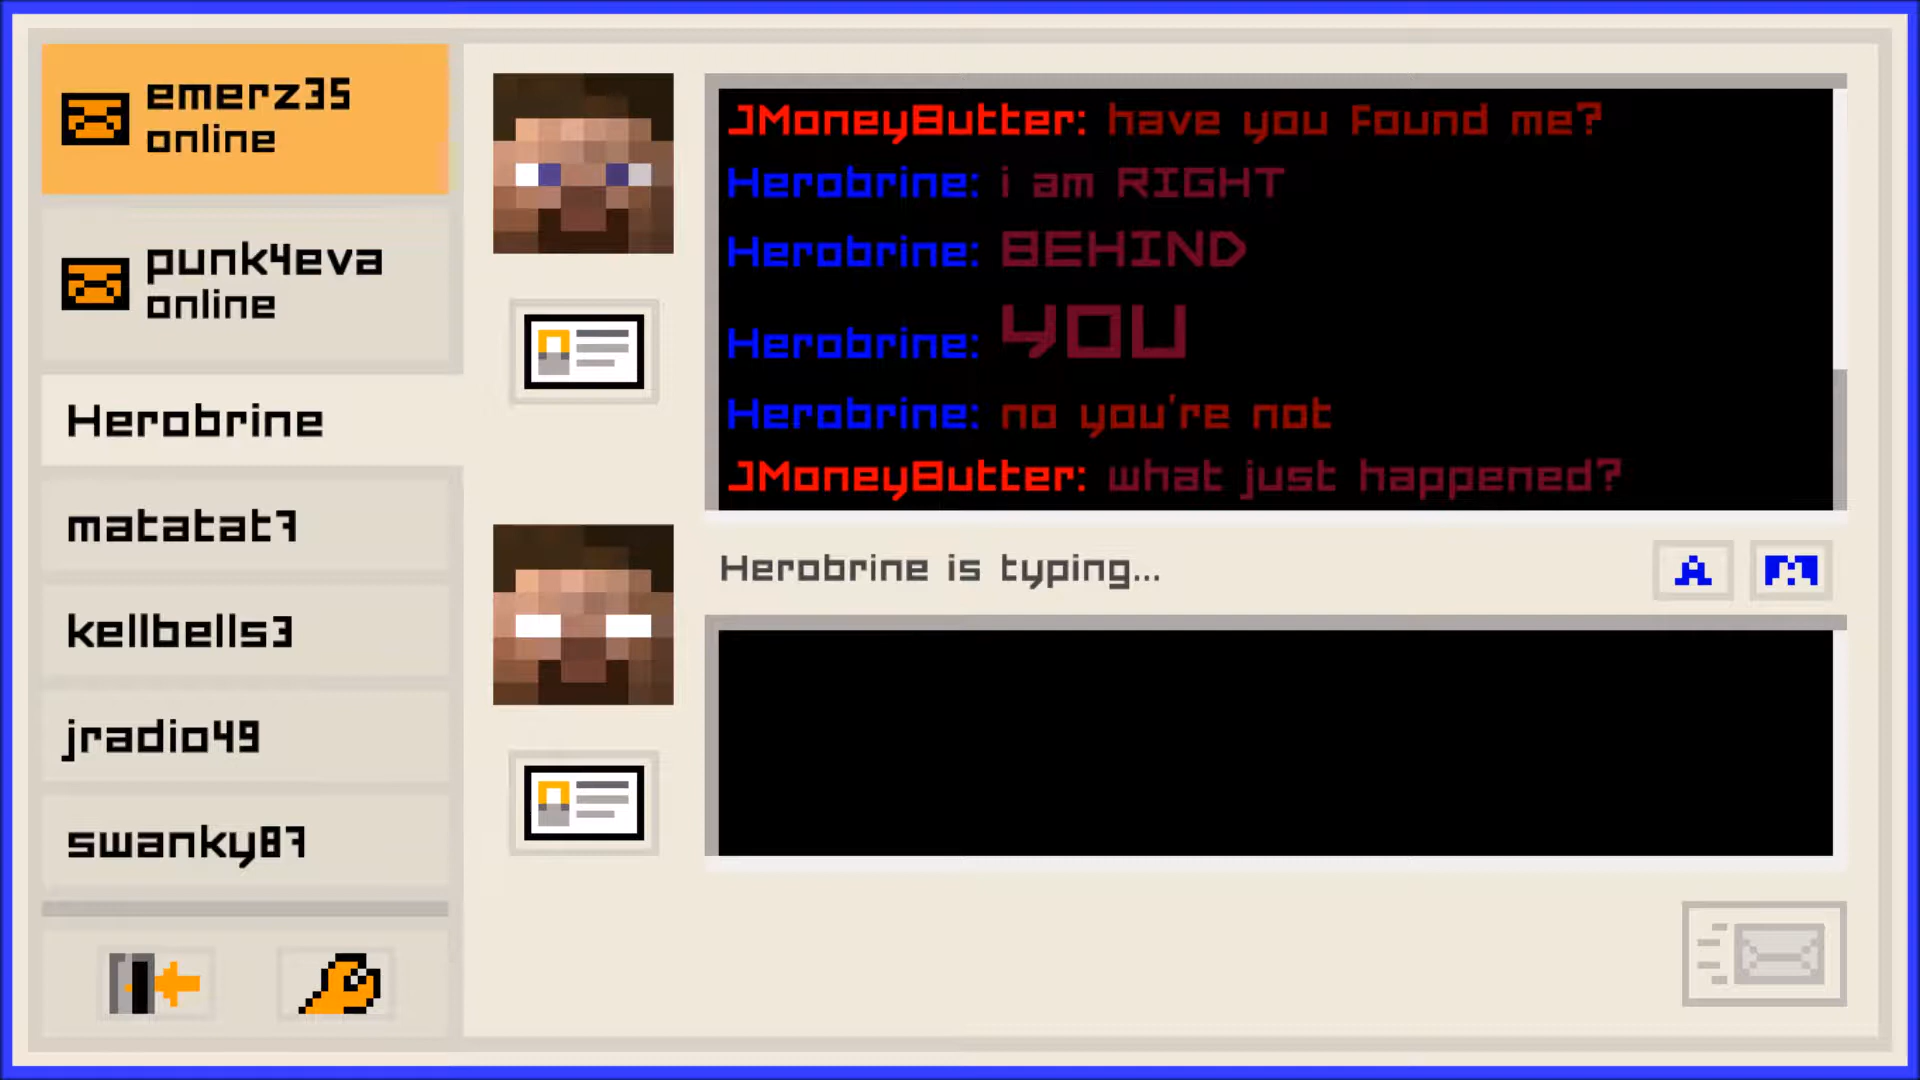 emerz35
online
punk4eva
online
Herobrine
matatat7
kellbells3
jradio49
swanky87
JMoneyButter: have you found me?
Herobrine: i am RIGHT
Herobrine: BEHIND
Herobrine: YOU
Herobrine: no you're not
JMoneyButter: what just happened?
Herobrine is typing...
A